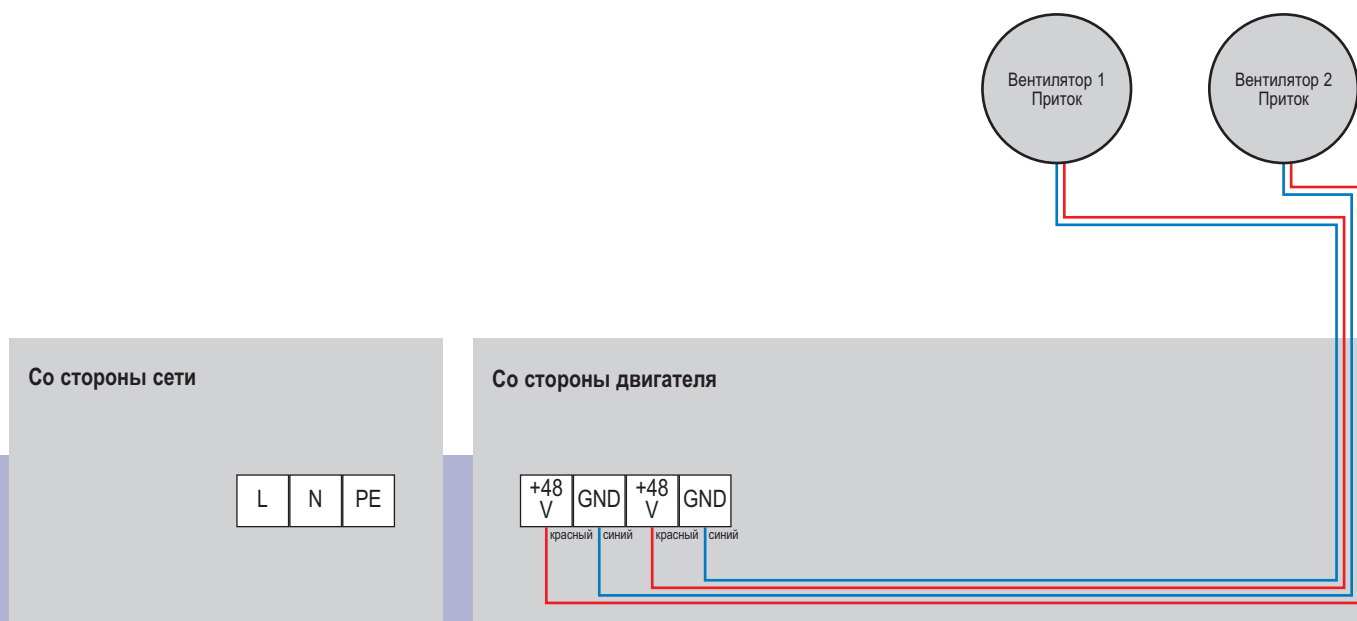 Вентилятор 1
Приток
Вентилятор 2
Приток
Со стороны сети
Со стороны двигателя
L N PE
+48 V GND +48 V GND
красный синий красный синий